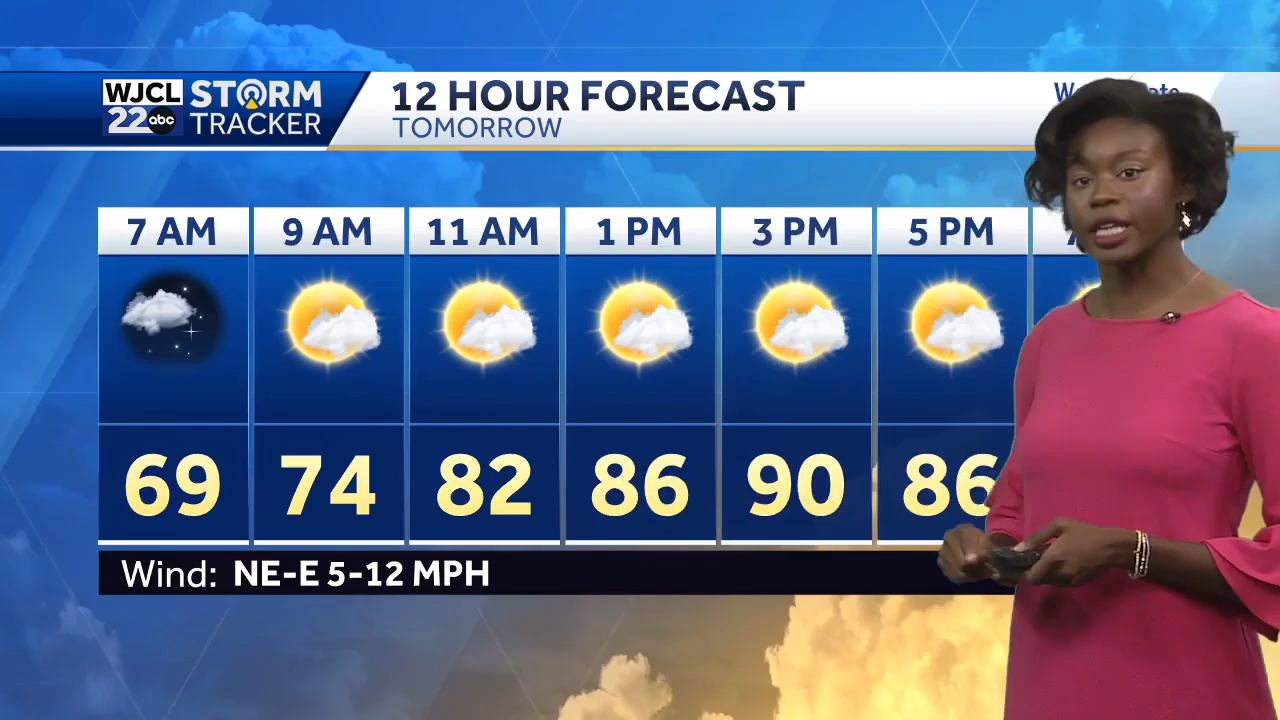 WJCL
22 abc
STORM
TRACKER
12 HOUR FORECAST
TOMORROW
7 AM 9 AM 11 AM 1 PM 3 PM 5 PM
69 74 82 86 90 86
Wind: NE-E 5-12 MPH